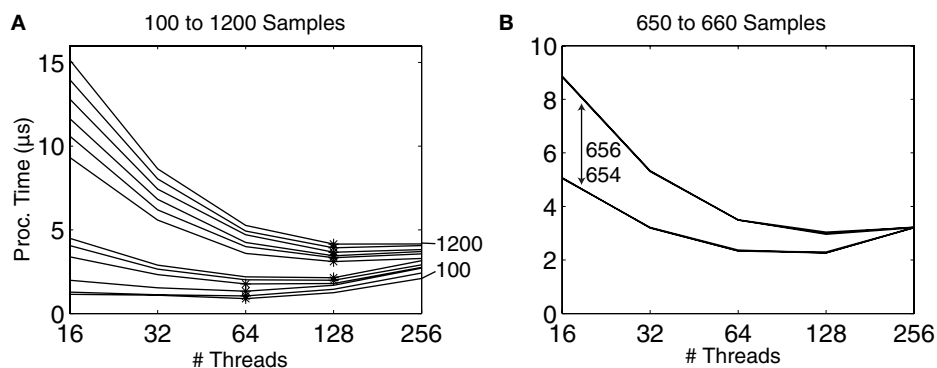 A
100 to 1200 Samples
15
10
5
0
Proc. Time (µs)
16 32 64 128 256
# Threads
1200
100
B
650 to 660 Samples
10
8
6
4
2
0
656
654
16 32 64 128 256
# Threads